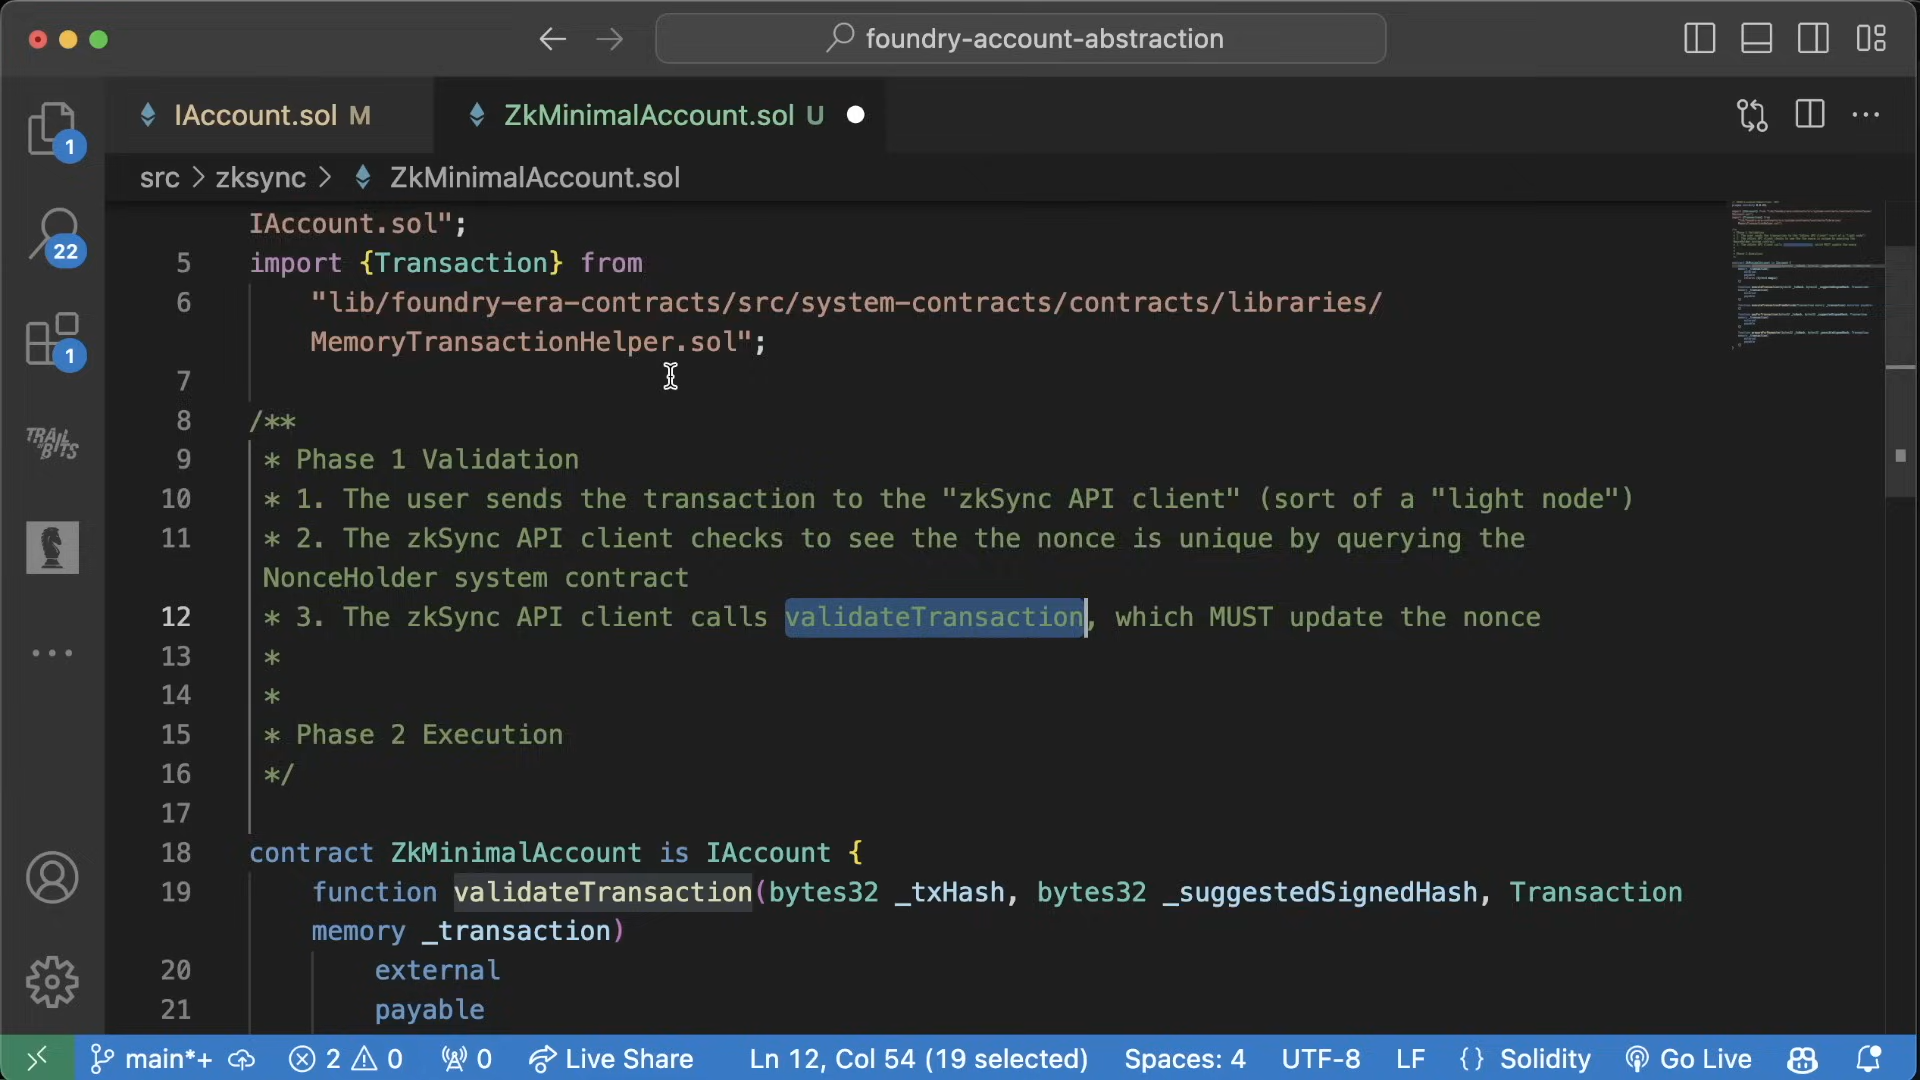 foundry-account-abstraction
IAccount.sol M
ZkMinimalAccount.sol U
src > zksync > ZkMinimalAccount.sol
1
22
1
TRAIL OF BITS
IAccount.sol";
5 import {Transaction} from
6 "lib/foundry-era-contracts/src/system-contracts/contracts/libraries/
MemoryTransactionHelper.sol";
7
8 /**
9 * Phase 1 Validation
10 * 1. The user sends the transaction to the "zkSync API client" (sort of a "light node")
11 * 2. The zkSync API client checks to see the the nonce is unique by querying the
NonceHolder system contract
12 * 3. The zkSync API client calls validateTransaction, which MUST update the nonce
13 *
14 *
15 * Phase 2 Execution
16 */
17
18 contract ZkMinimalAccount is IAccount {
19 function validateTransaction(bytes32 _txHash, bytes32 _suggestedSignedHash, Transaction
memory _transaction)
20 external
21 payable
main*+ 2 0 0 Live Share Ln 12, Col 54 (19 selected) Spaces: 4 UTF-8 LF {} Solidity Go Live